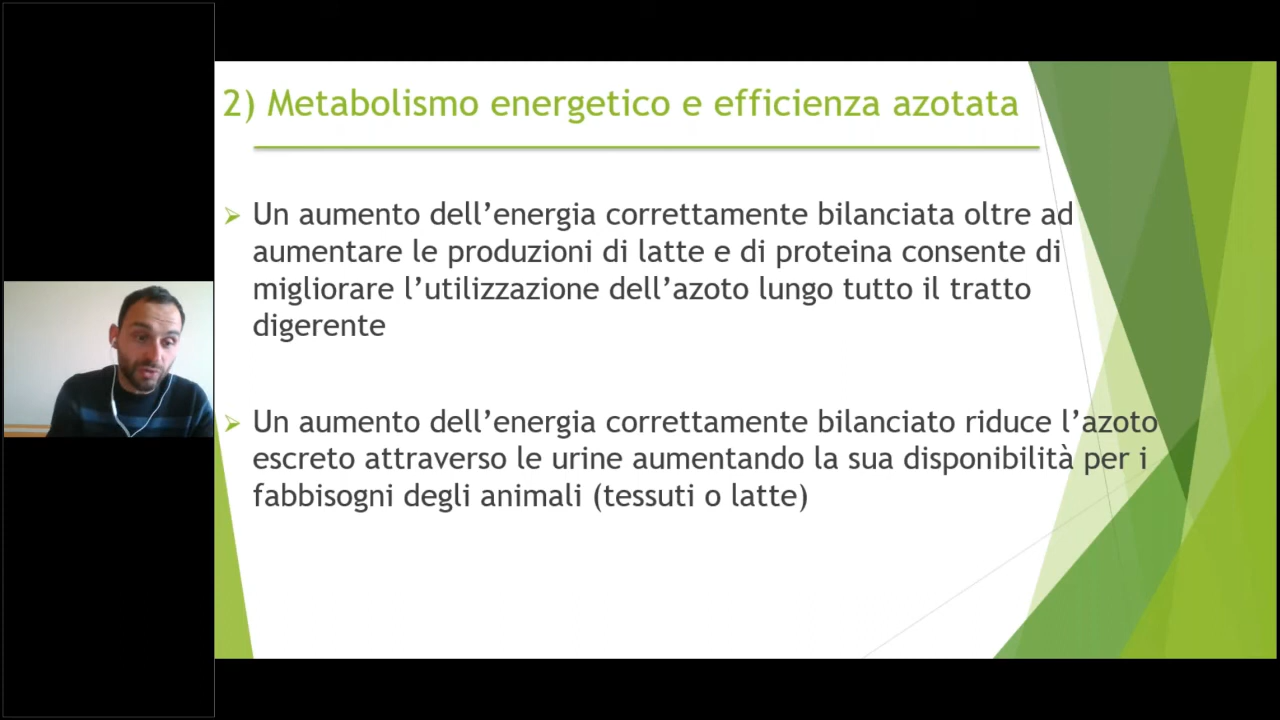 2) Metabolismo energetico e efficienza azotata
Un aumento dell’energia correttamente bilanciata oltre ad
aumentare le produzioni di latte e di proteina consente di
migliorare l’utilizzazione dell’azoto lungo tutto il tratto
digerente
Un aumento dell’energia correttamente bilanciato riduce l’azoto
escreto attraverso le urine aumentando la sua disponibilità per i
fabbisogni degli animali (tessuti o latte)